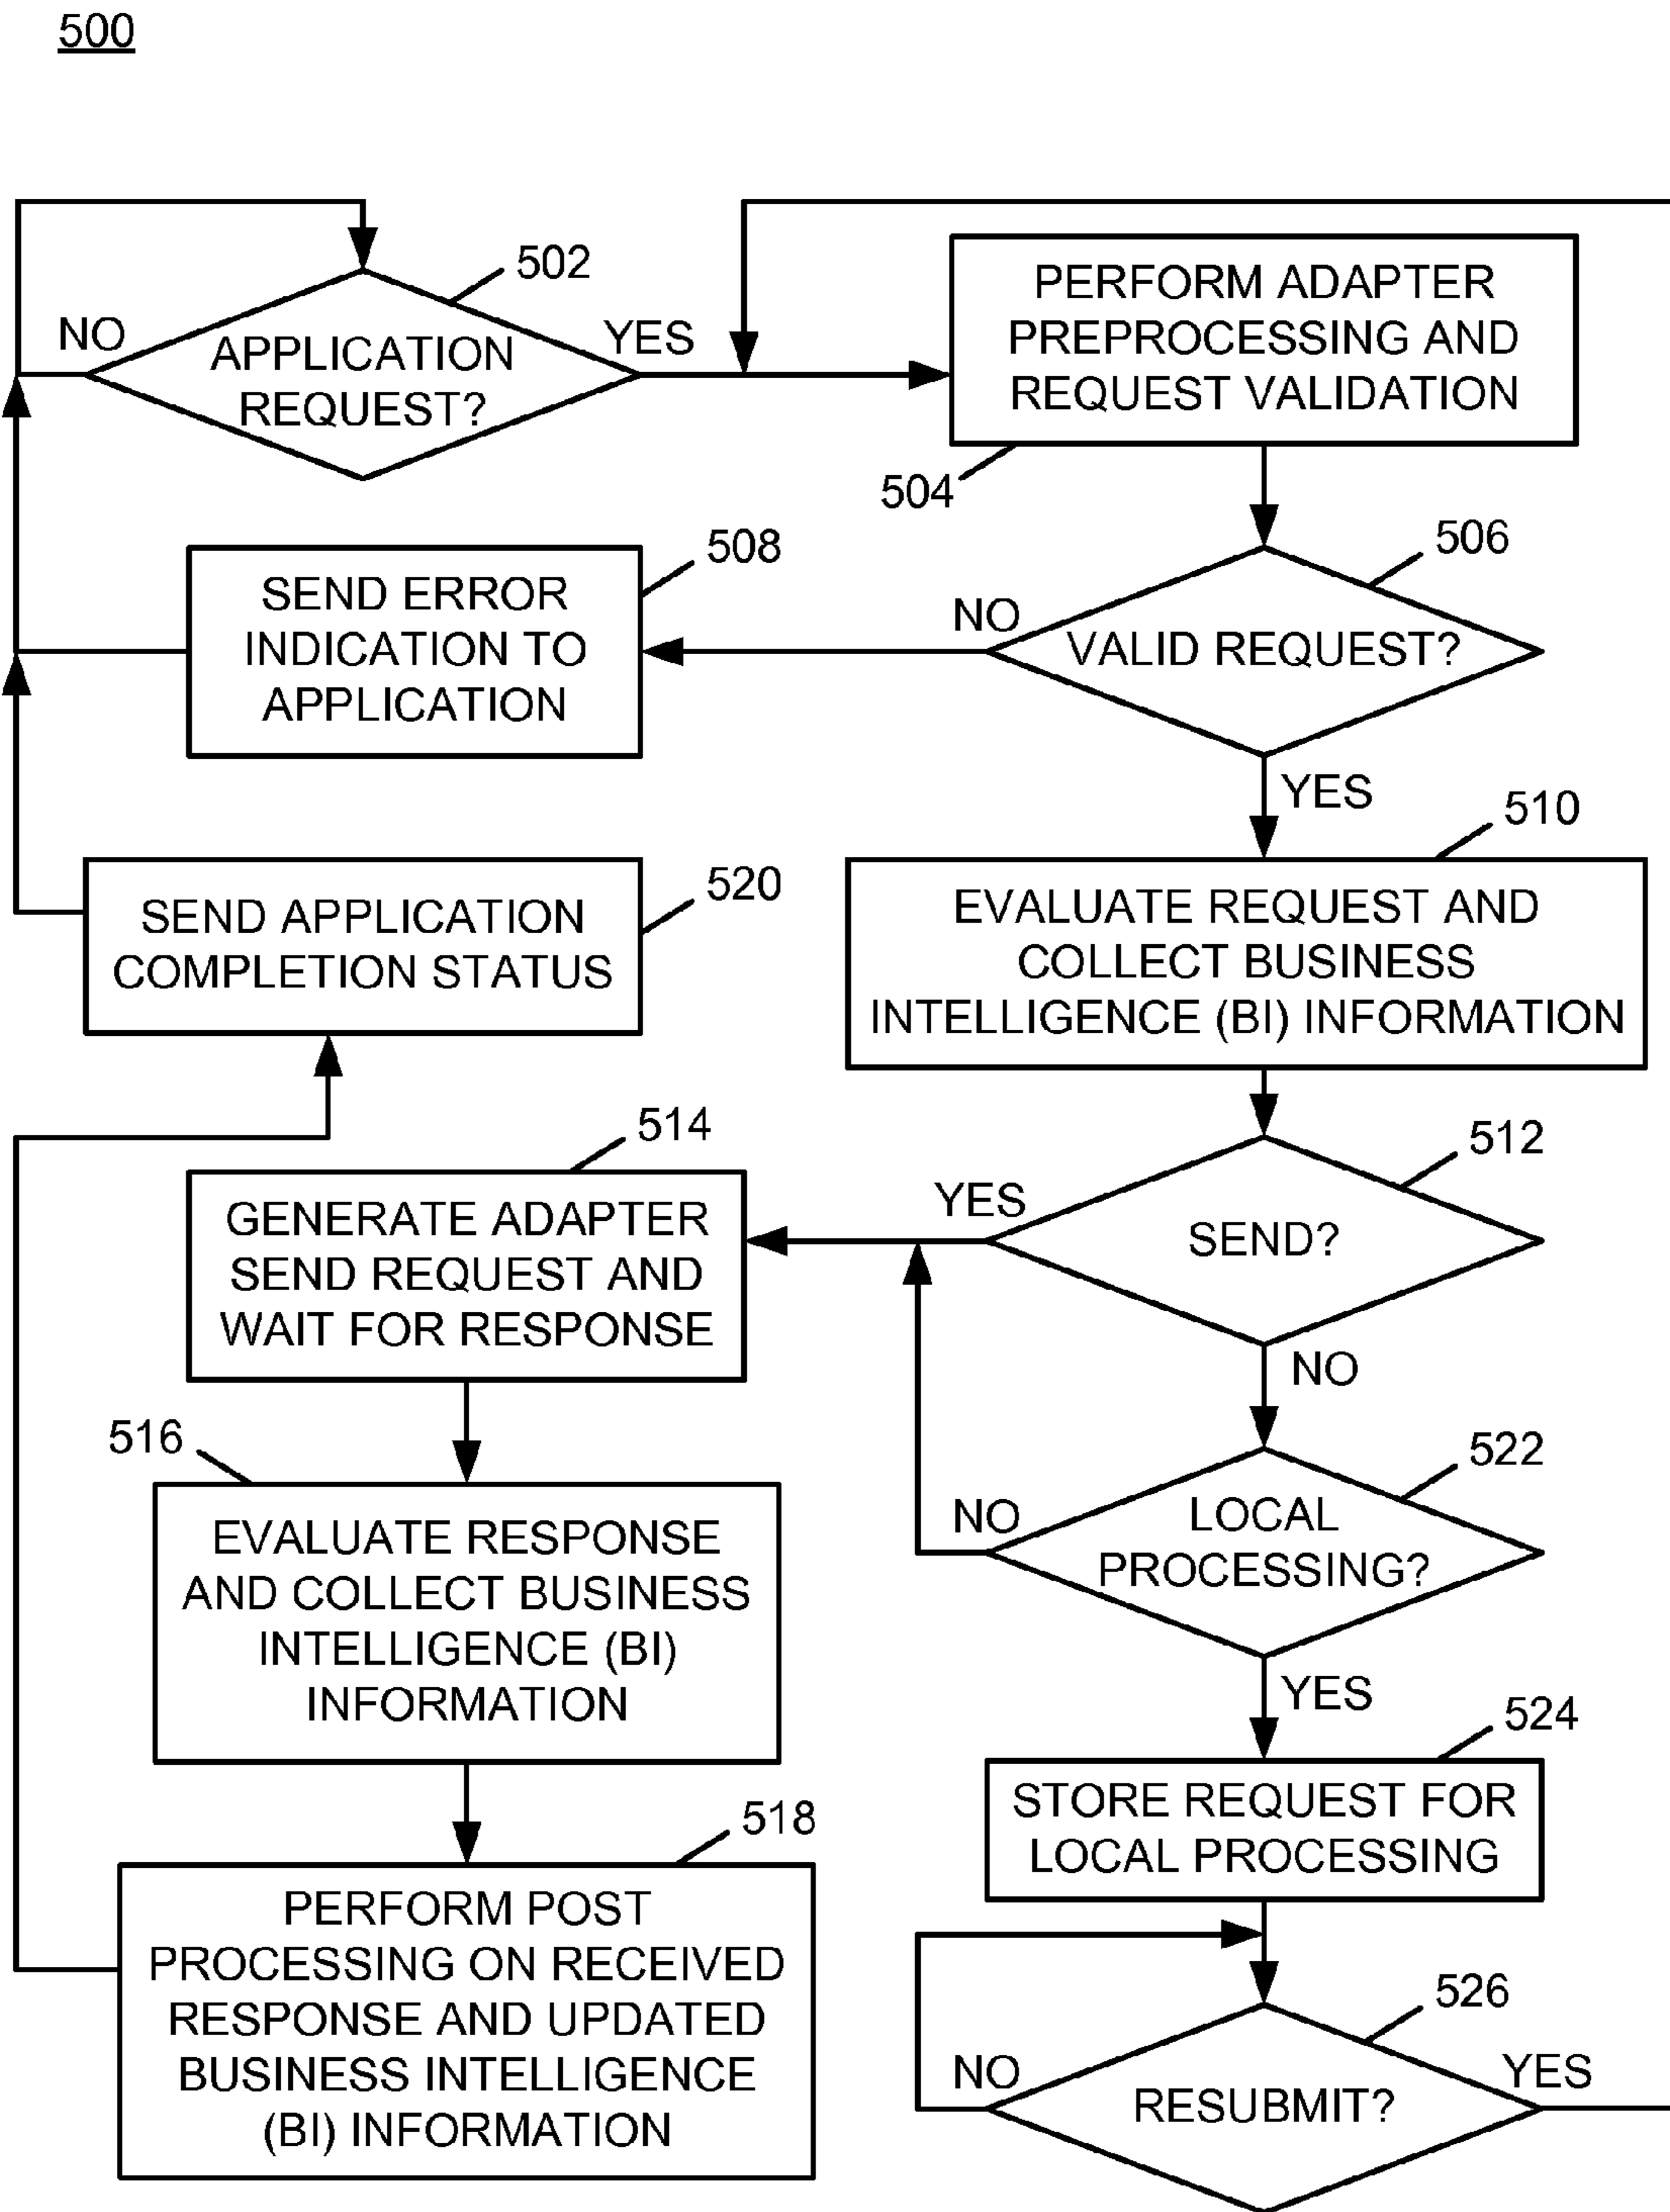 500
502
NO
APPLICATION
REQUEST?
YES
PERFORM ADAPTER
PREPROCESSING AND
REQUEST VALIDATION
504
506
NO
VALID REQUEST?
YES
508
SEND ERROR
INDICATION TO
APPLICATION
510
EVALUATE REQUEST AND
COLLECT BUSINESS
INTELLIGENCE (BI) INFORMATION
520
SEND APPLICATION
COMPLETION STATUS
512
YES
SEND?
NO
514
GENERATE ADAPTER
SEND REQUEST AND
WAIT FOR RESPONSE
522
NO
LOCAL
PROCESSING?
YES
516
EVALUATE RESPONSE
AND COLLECT BUSINESS
INTELLIGENCE (BI)
INFORMATION
524
STORE REQUEST FOR
LOCAL PROCESSING
518
PERFORM POST
PROCESSING ON RECEIVED
RESPONSE AND UPDATED
BUSINESS INTELLIGENCE
(BI) INFORMATION
526
NO
RESUBMIT?
YES